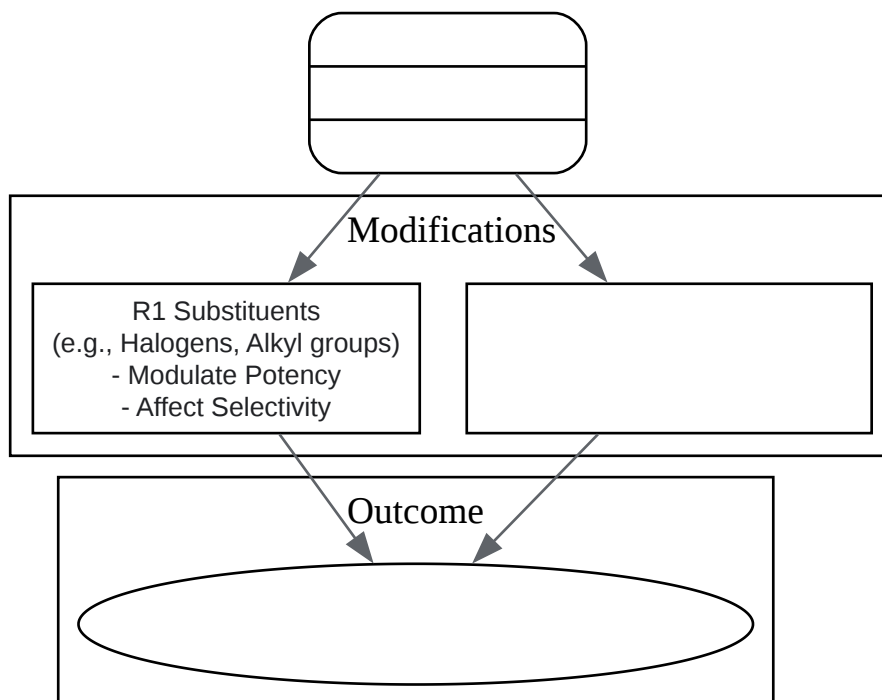 Modifications
R1 Substituents
(e.g., Halogens, Alkyl groups)
- Modulate Potency
- Affect Selectivity
Outcome